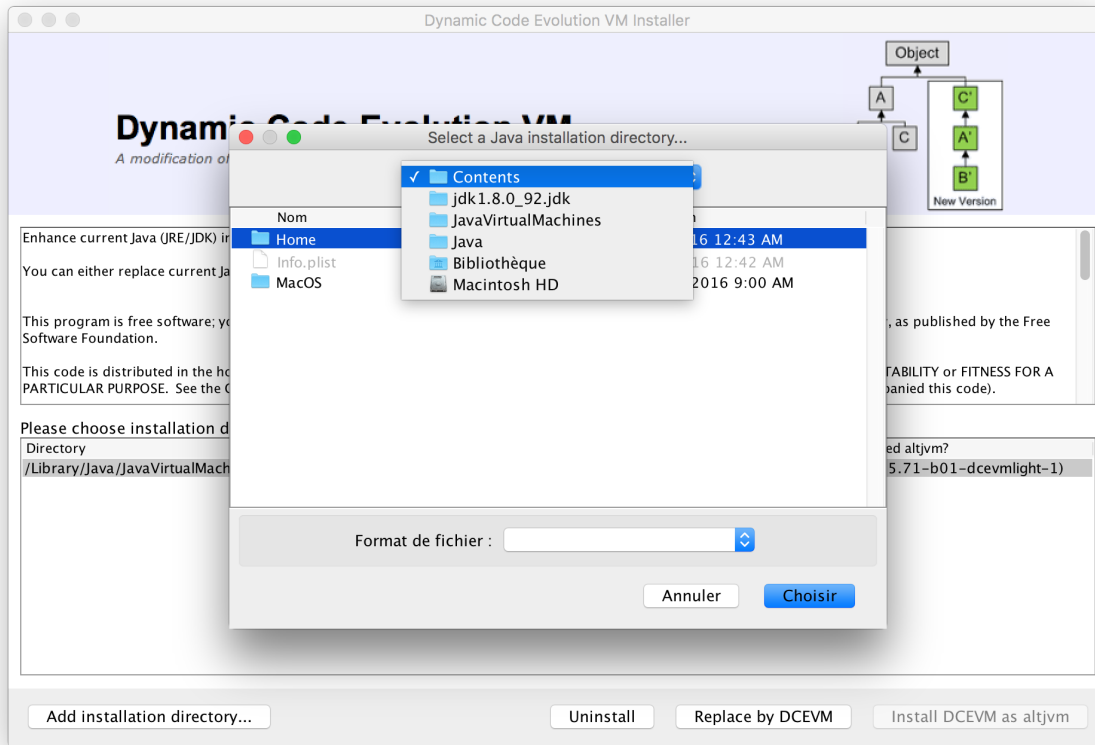 Dynamic Code Evolution VM Installer
Object
A
C'
C
A'
B'
New Version
Dynamic Code Evolution VM
A modification of
Select a Java installation directory...
✓ Contents
jdk1.8.0_92.jdk
JavaVirtualMachines
Java
Bibliothèque
Macintosh HD
Nom
Home
16 12:43 AM
Info.plist
16 12:42 AM
MacOS
2016 9:00 AM
Enhance current Java (JRE/JDK) in
You can either replace current Ja
This program is free software; yo
, as published by the Free
Software Foundation.
This code is distributed in the ho
TABILITY or FITNESS FOR A
PARTICULAR PURPOSE. See the
panied this code).
Please choose installation d
Directory
ed altjvm?
/Library/Java/JavaVirtualMach
5.71-b01-dcevmlight-1)
Format de fichier :
Annuler
Choisir
Add installation directory...
Uninstall
Replace by DCEVM
Install DCEVM as altjvm